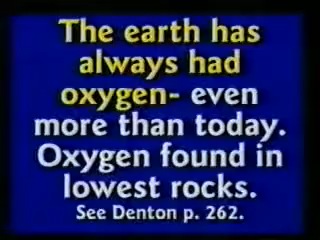 The earth has
always had
oxygen- even
more than today.
Oxygen found in
lowest rocks.
See Denton p. 262.